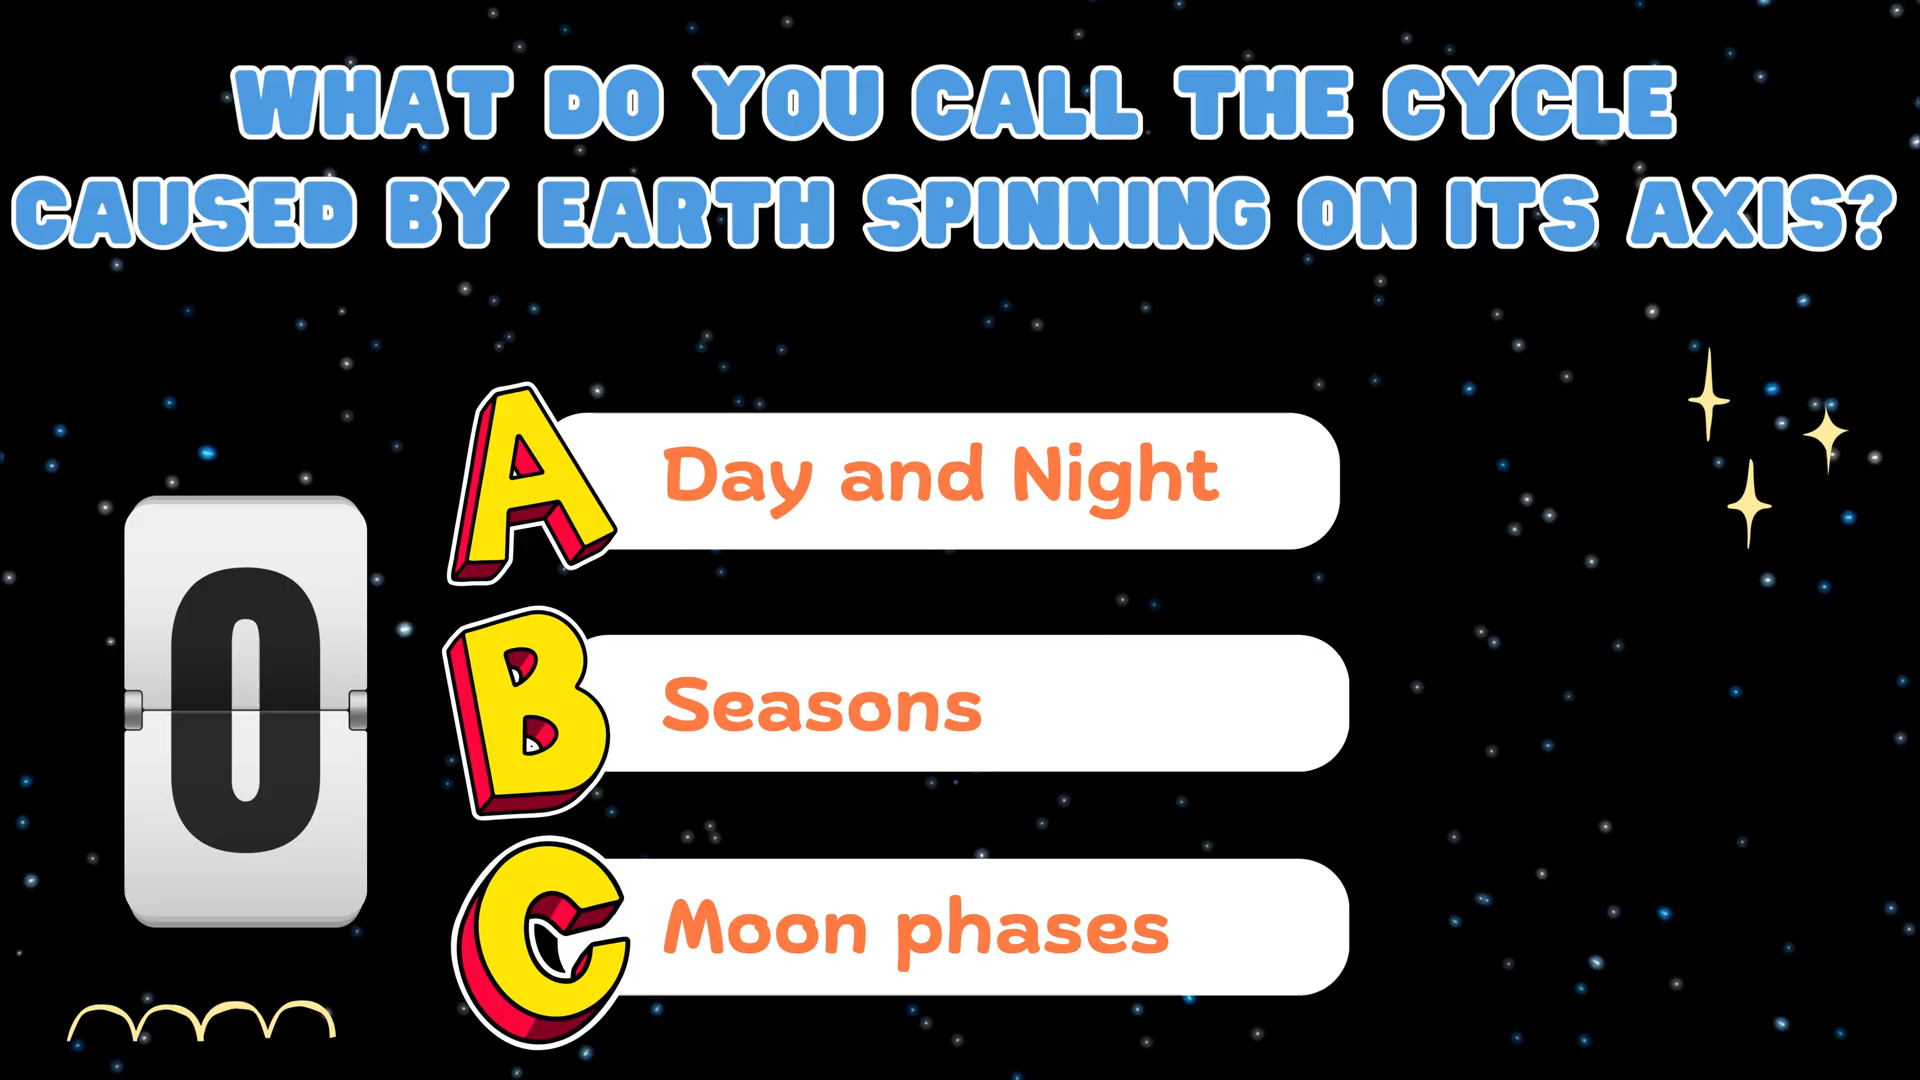 WHAT DO YOU CALL THE CYCLE
CAUSED BY EARTH SPINNING ON ITS AXIS?
A Day and Night
0
B Seasons
C Moon phases